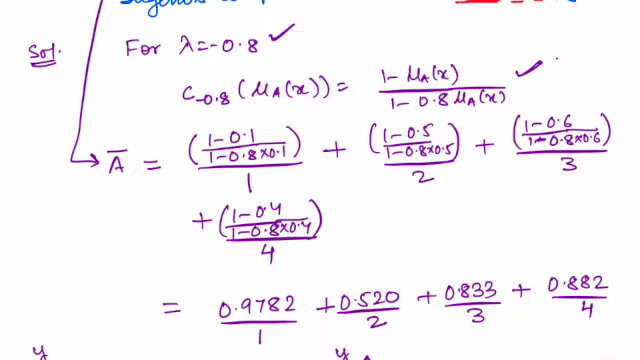 Sol.
For λ = -0.8 ✓
C-0.8 (μA(x)) = (1 - μA(x)) / (1 - 0.8 μA(x)) ✓
Ā = ((1-0.1)/(1-0.8×0.1))/1 + ((1-0.5)/(1-0.8×0.5))/2 + ((1-0.6)/(1-0.8×0.6))/3
+ ((1-0.4)/(1-0.8×0.4))/4
= 0.9782/1 + 0.520/2 + 0.833/3 + 0.882/4
y y